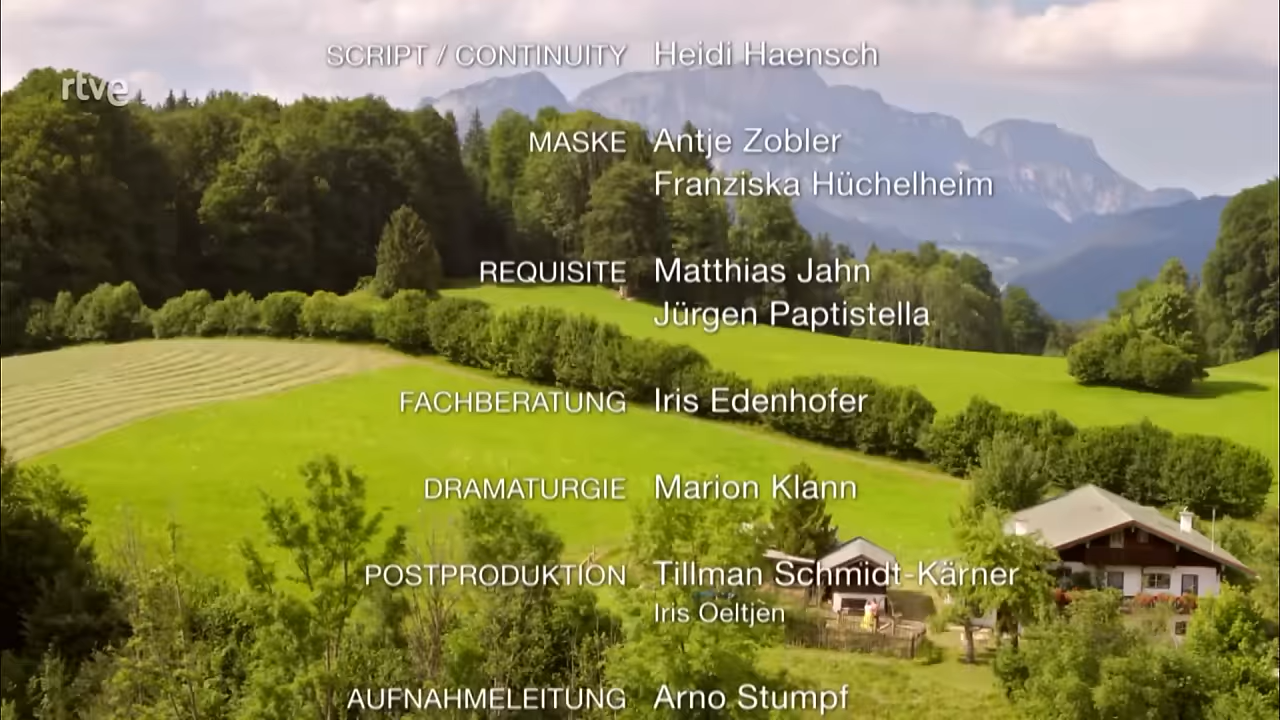 SCRIPT / CONTINUITY Heidi Haensch
rtve
MASKE Antje Zobler
Franziska Hüchelheim
REQUISITE Matthias Jahn
Jürgen Paptistella
FACHBERATUNG Iris Edenhofer
DRAMATURGIE Marion Klann
POSTPRODUKTION Tillman Schmidt-Kärner
Iris Oeltjen
AUFNAHMELEITUNG Arno Stumpf